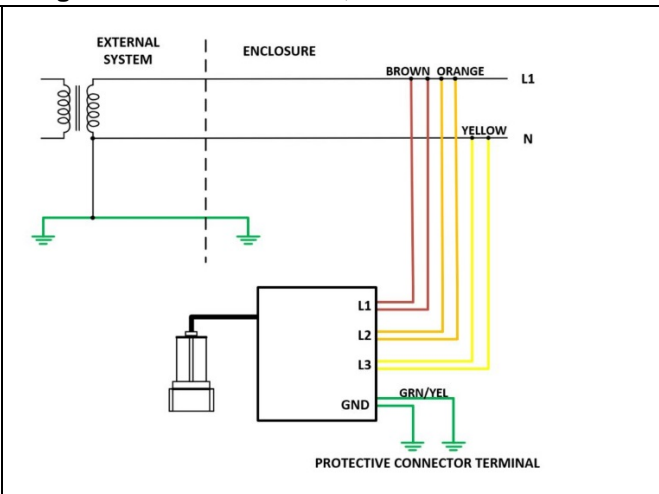 EXTERNAL
SYSTEM
ENCLOSURE
BROWN ORANGE
L1
YELLOW
N
L1
L2
L3
GRN/YEL
GND
PROTECTIVE CONNECTOR TERMINAL